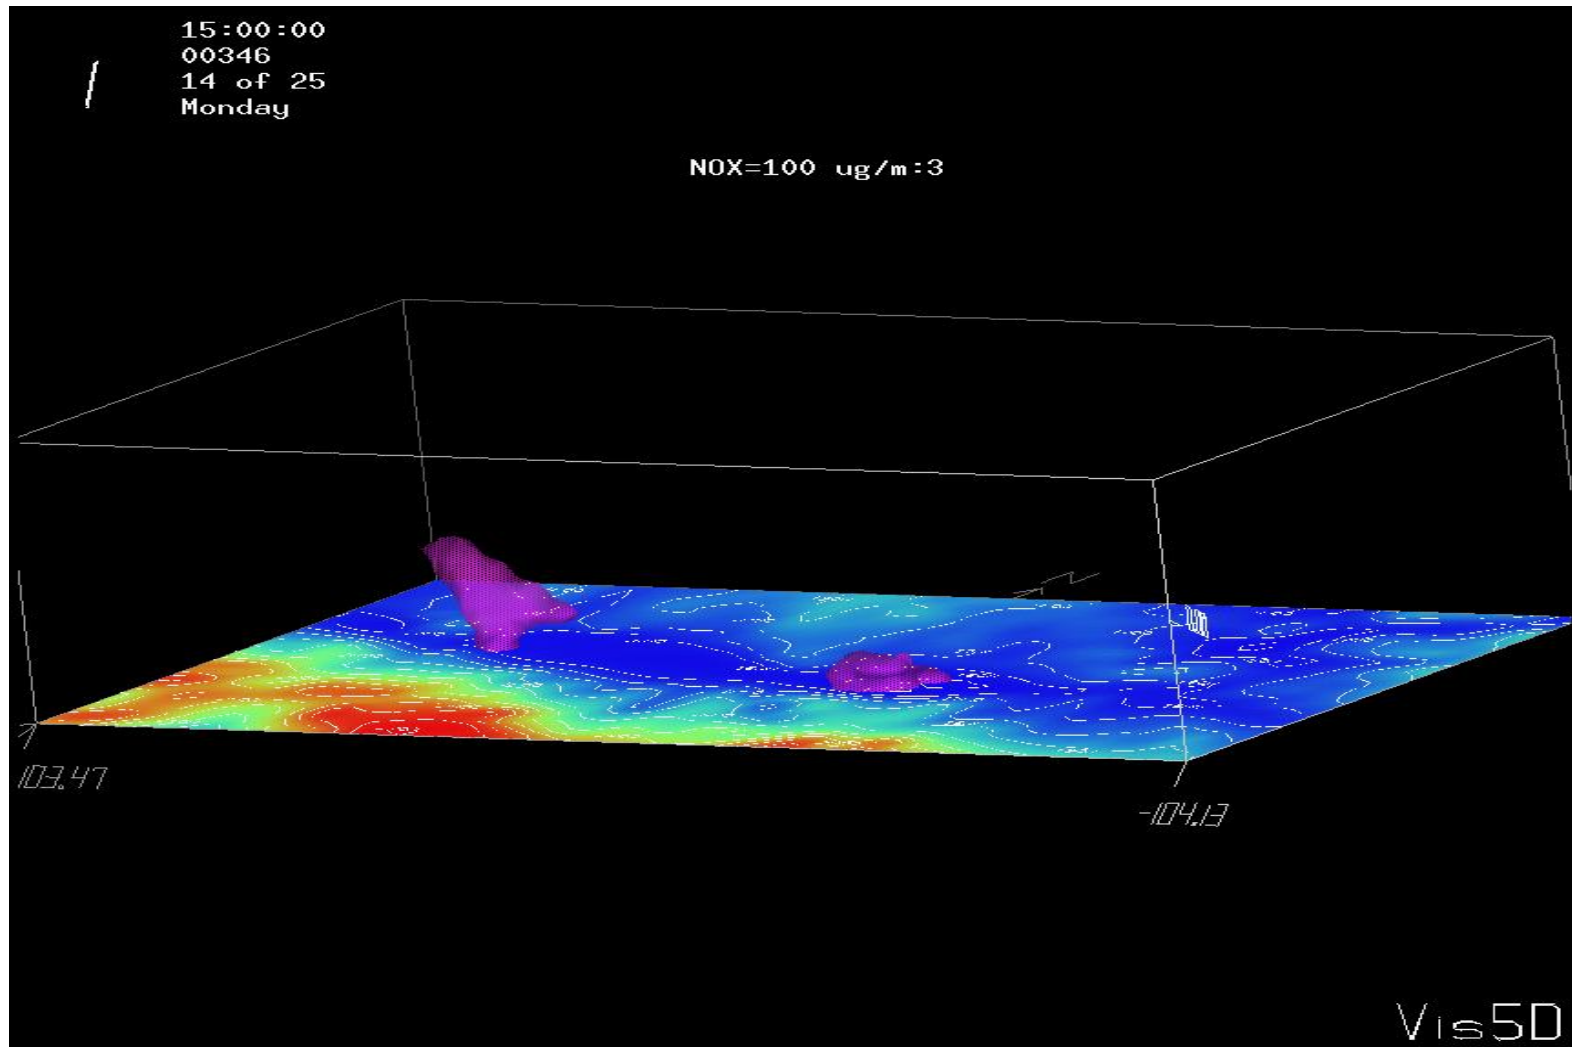 15:00:00
00346
14 of 25
Monday
NOX=100 ug/m:3
N
103.47
-104.13
Vis5D